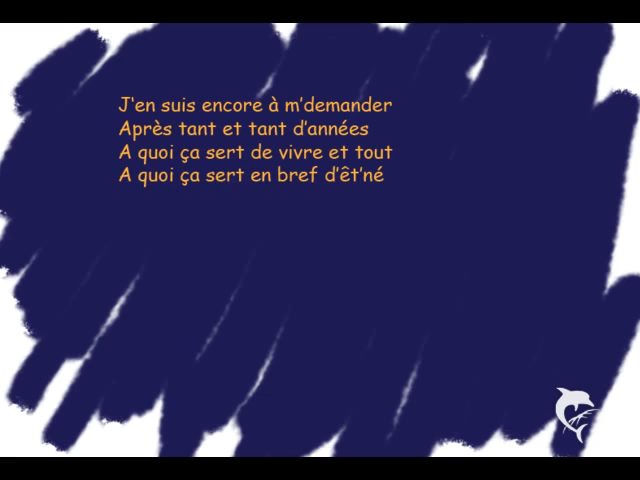 J'en suis encore à m'demander
Après tant et tant d'années
A quoi ça sert de vivre et tout
A quoi ça sert en bref d'êt'né